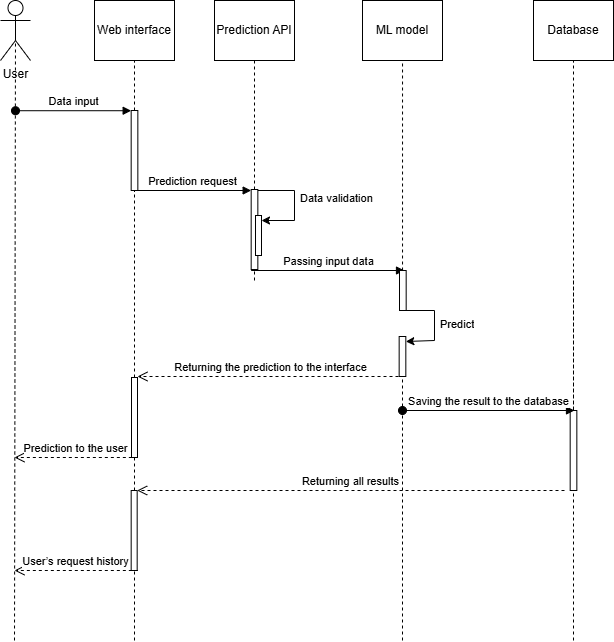 Web interface
Prediction API
ML model
Database
User
Data input
Prediction request
Data validation
Passing input data
Predict
Returning the prediction to the interface
Saving the result to the database
Prediction to the user
Returning all results
User's request history